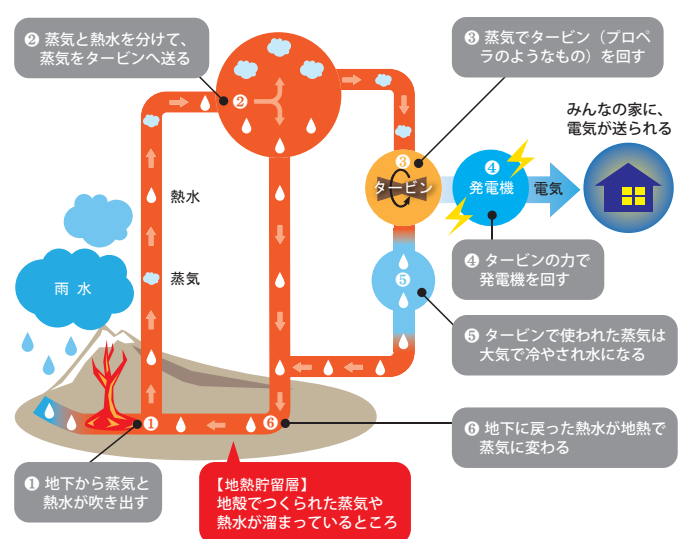 ❷ 蒸気と熱水を分けて、
蒸気をタービンへ送る
❸ 蒸気でタービン（プロペ
ラのようなもの）を回す
みんなの家に、
電気が送られる
❷
❸
タービン
❹
発電機
電気
熱水
蒸気
雨水
❹ タービンの力で
発電機を回す
❺
❺ タービンで使われた蒸気は
大気で冷やされ水になる
❶
❻
❻ 地下に戻った熱水が地熱で
蒸気に変わる
❶ 地下から蒸気と
熱水が吹き出す
【地熱貯留層】
地殻でつくられた蒸気や
熱水が溜まっているところ